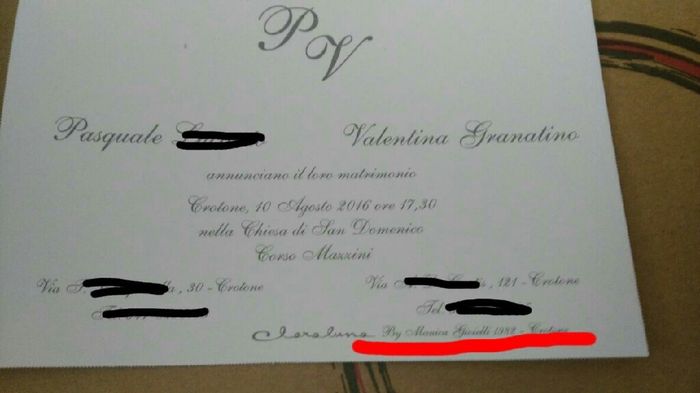 P V
Pasquale Valentina Granatino
annunciano il loro matrimonio
Crotone, 10 Agosto 2016 ore 17,30
nella Chiesa di San Domenico
Corso Mazzini
Via , 30 - Crotone Via , 121 - Crotone
Tel.
By Monica Gioielli 1982 - Crotone